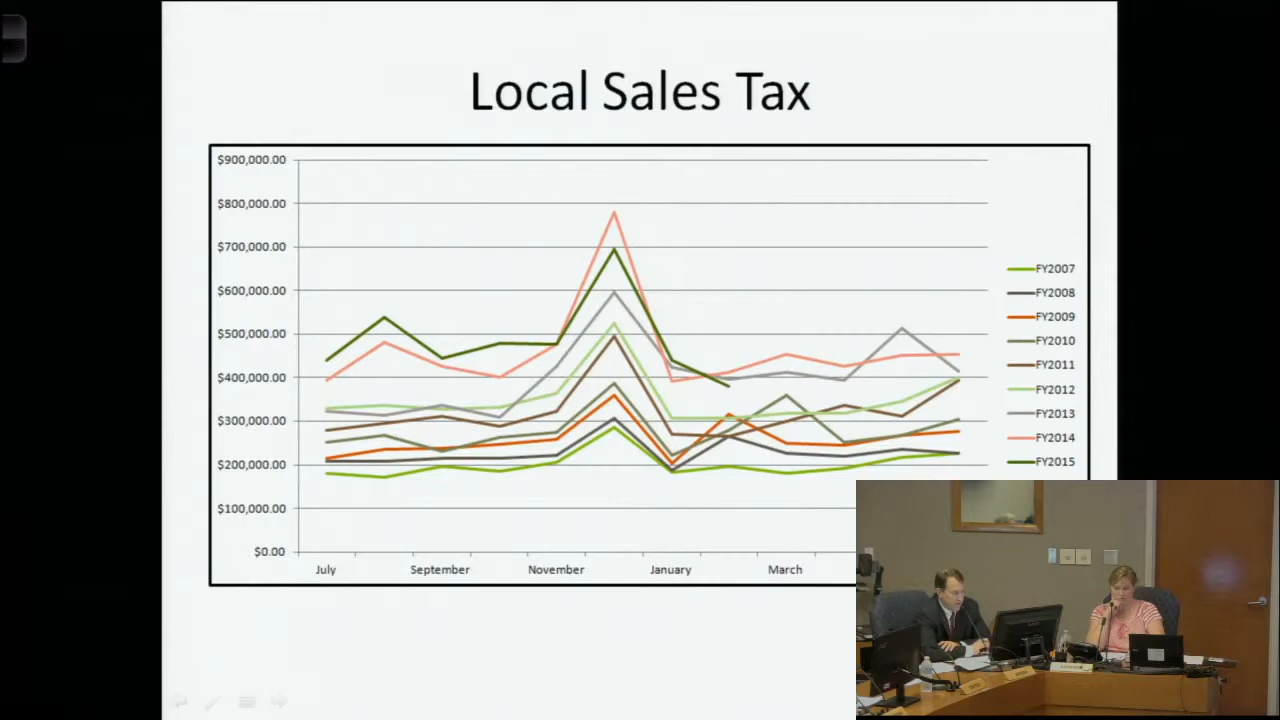 Local Sales Tax
$900,000.00
$800,000.00
$700,000.00
$600,000.00
$500,000.00
$400,000.00
$300,000.00
$200,000.00
$100,000.00
$0.00
July September November January March
FY2007
FY2008
FY2009
FY2010
FY2011
FY2012
FY2013
FY2014
FY2015